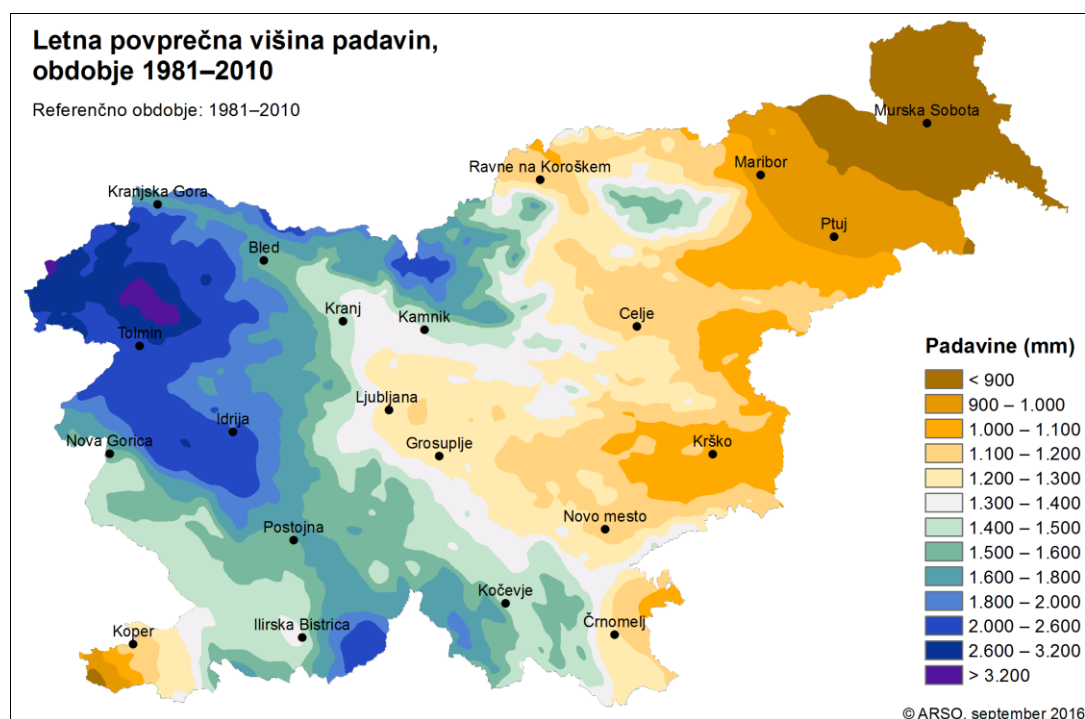 Letna povprečna višina padavin,
obdobje 1981–2010
Referenčno obdobje: 1981–2010
Murska Sobota
Maribor
Ravne na Koroškem
Kranjska Gora
Ptuj
Bled
Kranj
Kamnik
Celje
Tolmin
Ljubljana
Idrija
Nova Gorica
Grosuplje
Krško
Novo mesto
Postojna
Kočevje
Koper
Ilirska Bistrica
Črnomelj
Padavine (mm)
< 900
900 – 1.000
1.000 – 1.100
1.100 – 1.200
1.200 – 1.300
1.300 – 1.400
1.400 – 1.500
1.500 – 1.600
1.600 – 1.800
1.800 – 2.000
2.000 – 2.600
2.600 – 3.200
> 3.200
© ARSO, september 2016